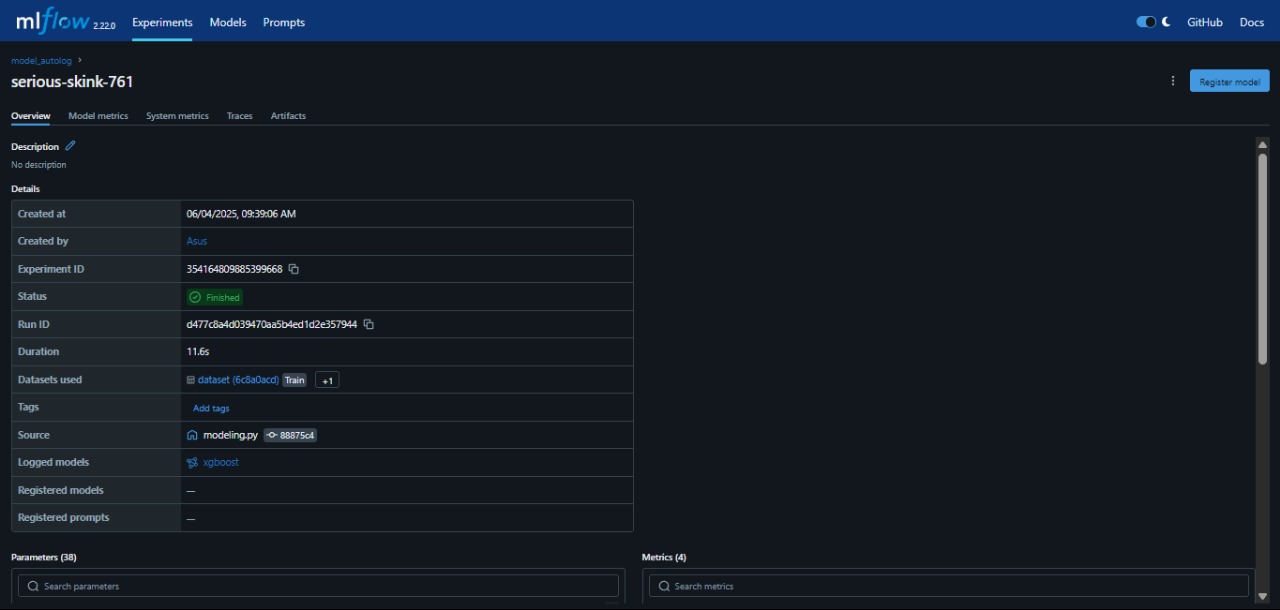 mlflow 2.22.0 Experiments Models Prompts GitHub Docs
model_autolog ›
serious-skink-761
Register model
Overview Model metrics System metrics Traces Artifacts
Description
No description
Details
Created at 06/04/2025, 09:39:06 AM
Created by Asus
Experiment ID 354164809885399668
Status Finished
Run ID d477c8a4d039470aa5b4ed1d2e357944
Duration 11.6s
Datasets used dataset (6c8a0acd) Train +1
Tags Add tags
Source modeling.py 88875c4
Logged models xgboost
Registered models —
Registered prompts —
Parameters (38) Metrics (4)
Search parameters Search metrics